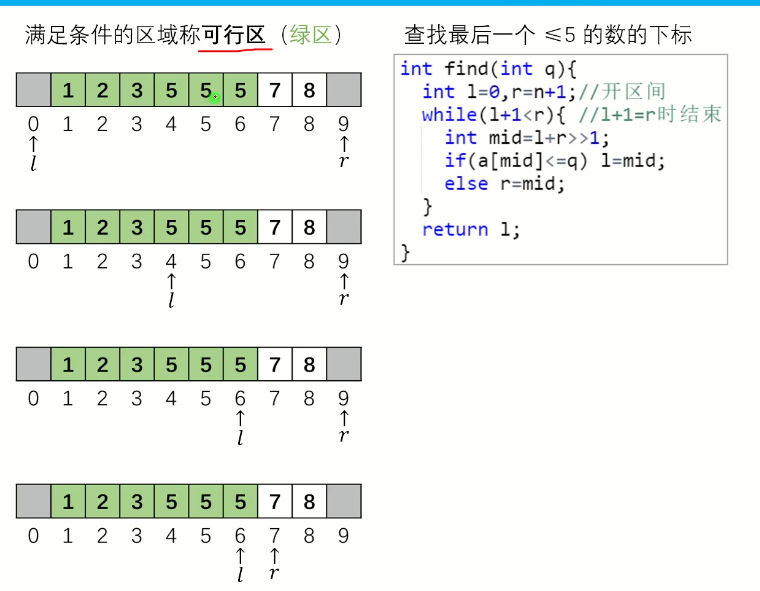 满足条件的区域称可行区（绿区）
1 2 3 5 5 5 7 8
0 1 2 3 4 5 6 7 8 9
l r
1 2 3 5 5 5 7 8
0 1 2 3 4 5 6 7 8 9
l r
1 2 3 5 5 5 7 8
0 1 2 3 4 5 6 7 8 9
l r
1 2 3 5 5 5 7 8
0 1 2 3 4 5 6 7 8 9
l r
查找最后一个 ≤5 的数的下标
int find(int q){
int l=0,r=n+1;//开区间
while(l+1<r){ //l+1=r时结束
int mid=l+r>>1;
if(a[mid]<=q) l=mid;
else r=mid;
}
return l;
}